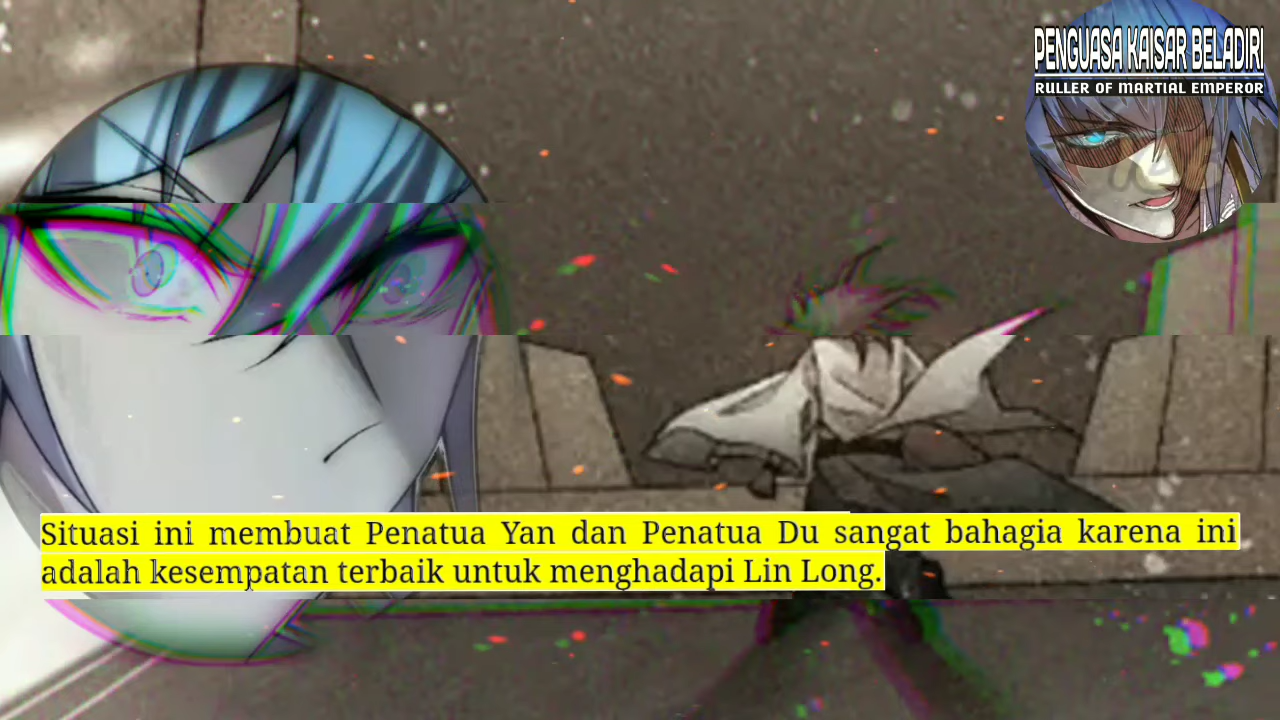 PENGUASA KAISAR BELADIRI
RULLER OF MARTIAL EMPEROR
Situasi ini membuat Penatua Yan dan Penatua Du sangat bahagia karena ini
adalah kesempatan terbaik untuk menghadapi Lin Long.